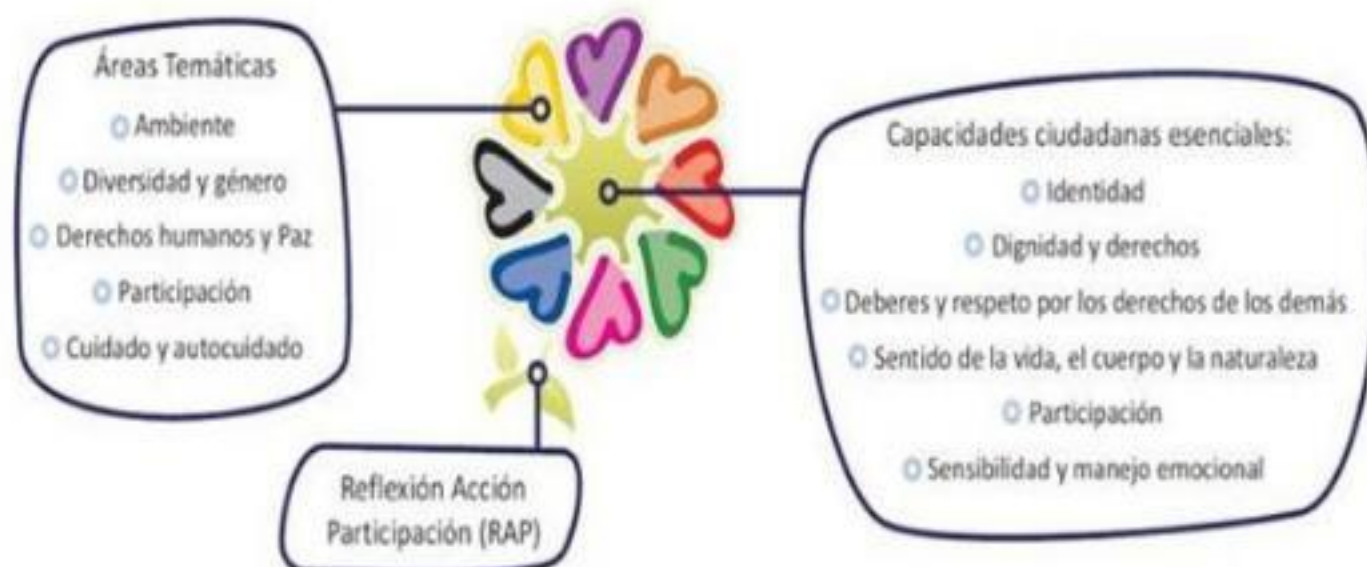 Áreas Temáticas
Ambiente
Diversidad y género
Derechos humanos y Paz
Participación
Cuidado y autocuidado
Reflexión Acción
Participación (RAP)
Capacidades ciudadanas esenciales:
Identidad
Dignidad y derechos
Deberes y respeto por los derechos de los demás
Sentido de la vida, el cuerpo y la naturaleza
Participación
Sensibilidad y manejo emocional